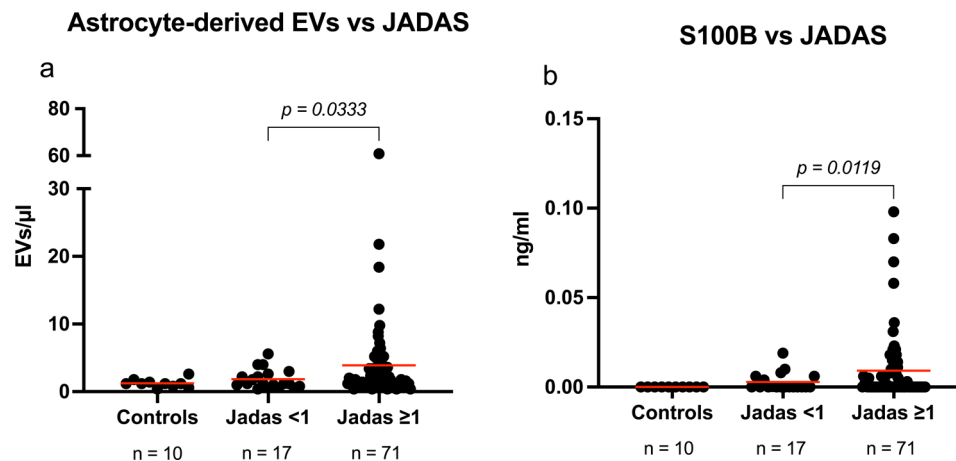 Astrocyte-derived EVs vs JADAS
a
EVs/µl
80
60
30
20
10
0
p = 0.0333
Controls
Jadas <1
Jadas ≥1
n = 10
n = 17
n = 71
S100B vs JADAS
b
ng/ml
0.15
0.10
0.05
0.00
p = 0.0119
Controls
Jadas <1
Jadas ≥1
n = 10
n = 17
n = 71